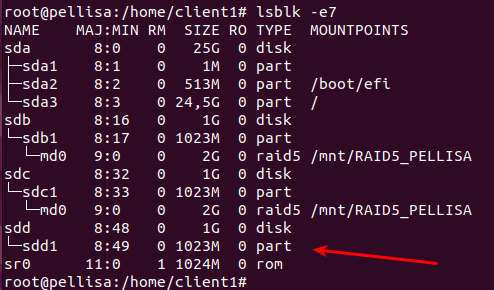 root@pellisa:/home/client1# lsblk -e7
NAME MAJ:MIN RM SIZE RO TYPE MOUNTPOINTS
sda 8:0 0 25G 0 disk
├─sda1 8:1 0 1M 0 part
├─sda2 8:2 0 513M 0 part /boot/efi
└─sda3 8:3 0 24,5G 0 part /
sdb 8:16 0 1G 0 disk
└─sdb1 8:17 0 1023M 0 part
└─md0 9:0 0 2G 0 raid5 /mnt/RAID5_PELLISA
sdc 8:32 0 1G 0 disk
└─sdc1 8:33 0 1023M 0 part
└─md0 9:0 0 2G 0 raid5 /mnt/RAID5_PELLISA
sdd 8:48 0 1G 0 disk
└─sdd1 8:49 0 1023M 0 part
sr0 11:0 1 1024M 0 rom
root@pellisa:/home/client1#